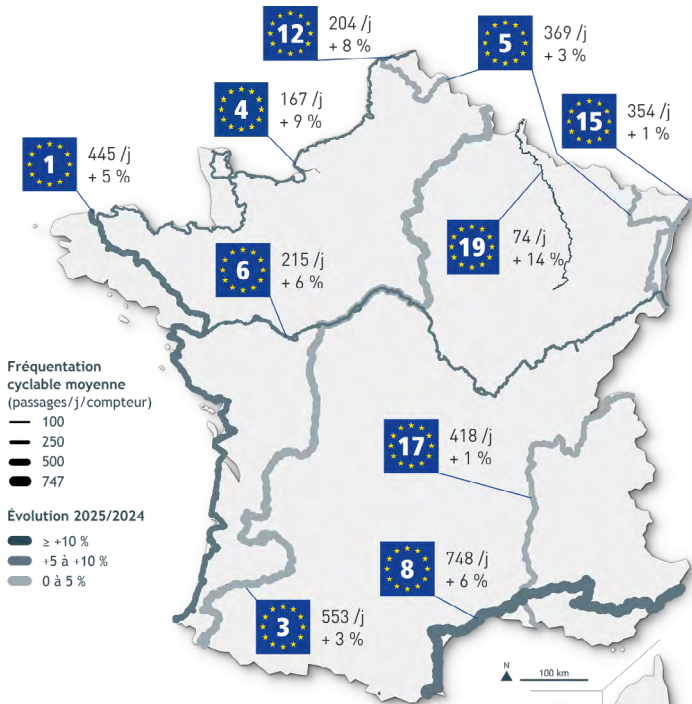 12
204 /j
+ 8 %
5
369 /j
+ 3 %
4
167 /j
+ 9 %
15
354 /j
+ 1 %
1
445 /j
+ 5 %
19
74 /j
+ 14 %
6
215 /j
+ 6 %
Fréquentation
cyclable moyenne
(passages/j/compteur)
100
250
500
747
Évolution 2025/2024
≥ +10 %
+5 à +10 %
0 à 5 %
17
418 /j
+ 1 %
8
748 /j
+ 6 %
3
553 /j
+ 3 %
N
100 km